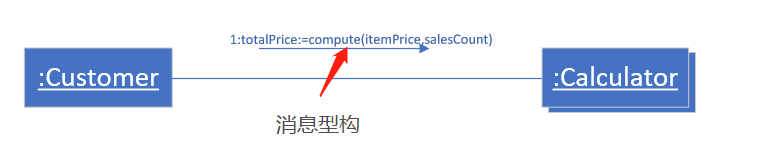 1:totalPrice:=compute(itemPrice,salesCount)
:Customer
:Calculator
消息型构